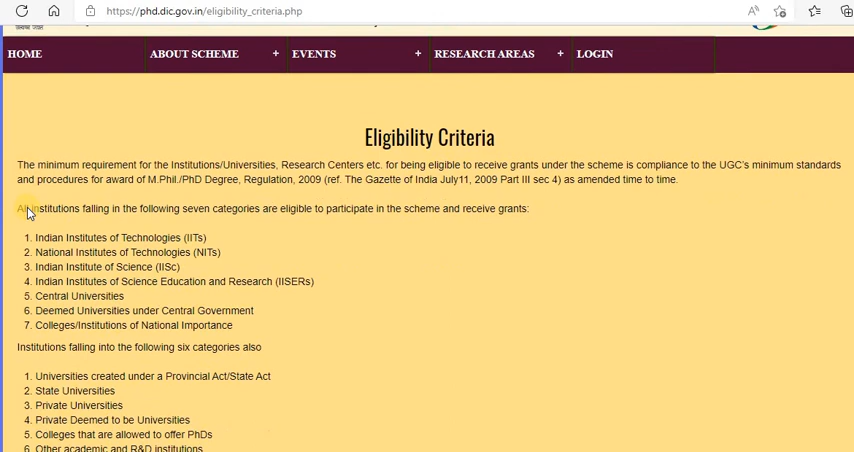 https://phd.dic.gov.in/eligibility_criteria.php
HOME ABOUT SCHEME + EVENTS + RESEARCH AREAS + LOGIN
Eligibility Criteria
The minimum requirement for the Institutions/Universities, Research Centers etc. for being eligible to receive grants under the scheme is compliance to the UGC's minimum standards
and procedures for award of M.Phil./PhD Degree, Regulation, 2009 (ref. The Gazette of India July11, 2009 Part III sec 4) as amended time to time.
All institutions falling in the following seven categories are eligible to participate in the scheme and receive grants:
1. Indian Institutes of Technologies (IITs)
2. National Institutes of Technologies (NITs)
3. Indian Institute of Science (IISc)
4. Indian Institutes of Science Education and Research (IISERs)
5. Central Universities
6. Deemed Universities under Central Government
7. Colleges/Institutions of National Importance
Institutions falling into the following six categories also
1. Universities created under a Provincial Act/State Act
2. State Universities
3. Private Universities
4. Private Deemed to be Universities
5. Colleges that are allowed to offer PhDs
6. Other academic and R&D institutions